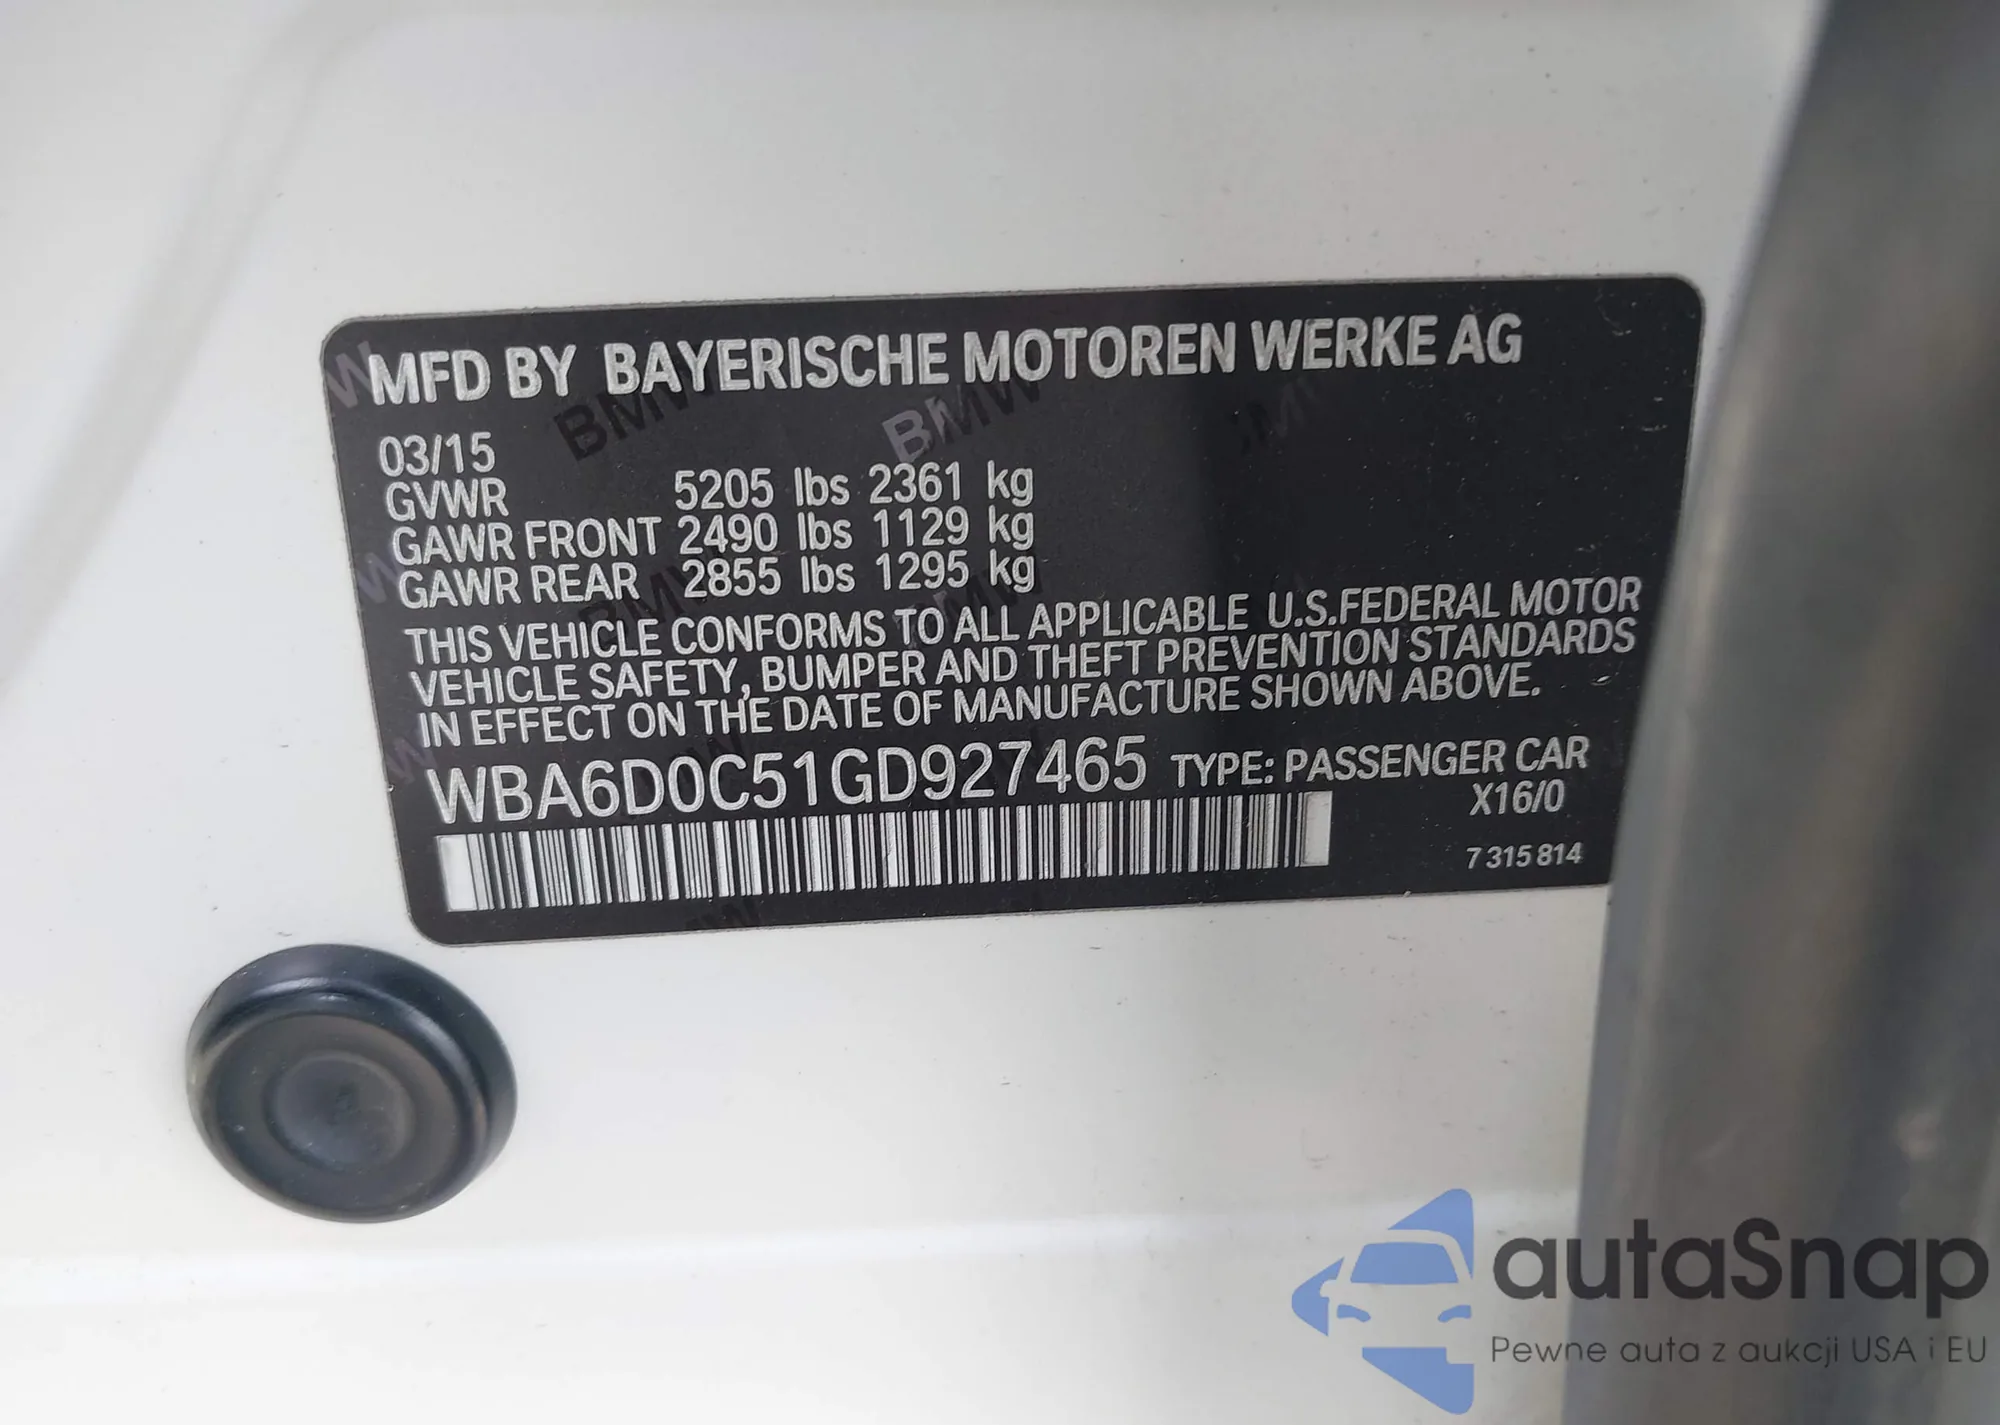 MFD BY BAYERISCHE MOTOREN WERKE AG
03/15
GVWR 5205 lbs 2361 kg
GAWR FRONT 2490 lbs 1129 kg
GAWR REAR 2855 lbs 1295 kg
THIS VEHICLE CONFORMS TO ALL APPLICABLE U.S.FEDERAL MOTOR
VEHICLE SAFETY, BUMPER AND THEFT PREVENTION STANDARDS
IN EFFECT ON THE DATE OF MANUFACTURE SHOWN ABOVE.
WBA6D0C51GD927465 TYPE: PASSENGER CAR
X16/0
7 315 814
autaSnap
Pewne auta z aukcji USA i EU